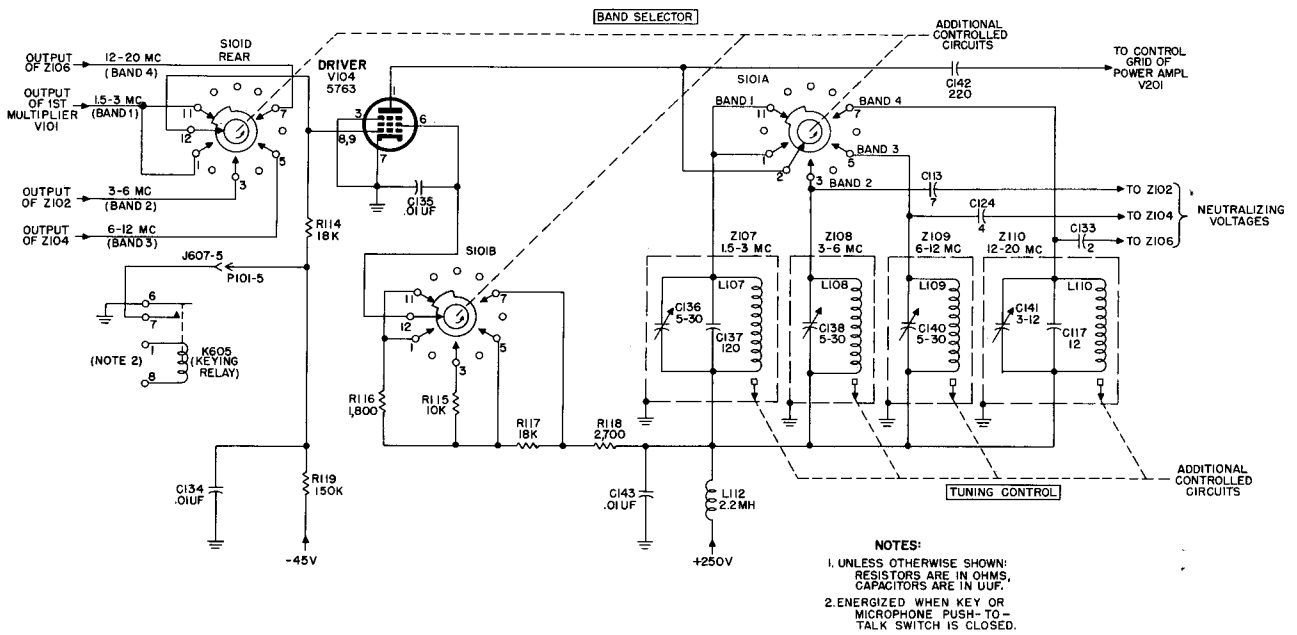 BAND SELECTOR
ADDITIONAL
CONTROLLED
CIRCUITS
S101D
REAR
OUTPUT
OF Z106
12-20 MC
(BAND 4)
OUTPUT
OF 1ST
MULTIPLIER
V101
1.5-3 MC
(BAND 1)
11
12
1
3
5
7
OUTPUT
OF Z102
3-6 MC
(BAND 2)
OUTPUT
OF Z104
6-12 MC
(BAND 3)
DRIVER
V104
5763
1
3
8,9
6
7
C135
.01UF
R114
18K
J607-5
P101-5
6
7
1
8
(NOTE 2)
K605
(KEYING
RELAY)
S101B
11
12
1
3
5
7
R116
1,800
R115
10K
R117
18K
R118
2,700
C134
.01UF
R119
150K
-45V
S101A
BAND 1
11
1
2
3
5
7
BAND 4
BAND 3
BAND 2
C142
220
TO CONTROL
GRID OF
POWER AMPL
V201
C113
7
TO Z102
C124
4
TO Z104
C133
2
TO Z106
NEUTRALIZING
VOLTAGES
Z107
1.5-3 MC
Z108
3-6 MC
Z109
6-12 MC
Z110
12-20 MC
L107
C136
5-30
C137
120
L108
C138
5-30
L109
C140
5-30
L110
C141
3-12
C117
12
C143
.01UF
L112
2.2MH
+250V
TUNING CONTROL
ADDITIONAL
CONTROLLED
CIRCUITS
NOTES:
1. UNLESS OTHERWISE SHOWN:
RESISTORS ARE IN OHMS,
CAPACITORS ARE IN UUF.
2. ENERGIZED WHEN KEY OR
MICROPHONE PUSH-TO-
TALK SWITCH IS CLOSED.